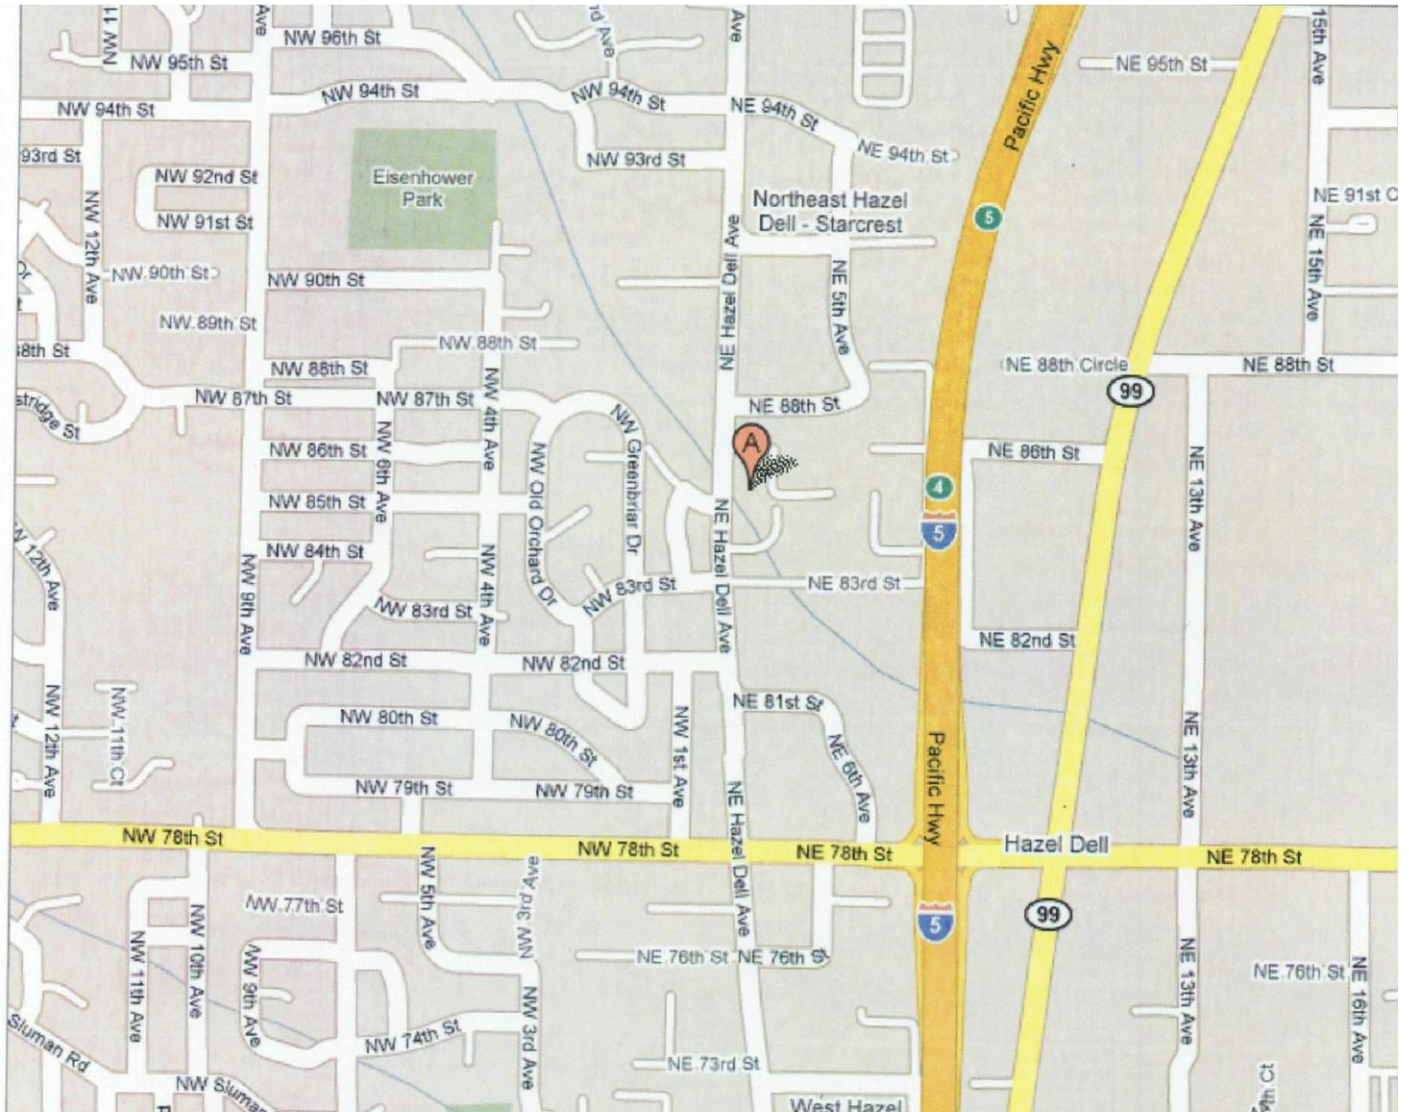 NW 11
Ave
NW 96th St
Ave
Ave
Pacific Hwy
15th Ave
NW 95th St
NE 95th St
NW 94th St
NW 94th St
NW 94th St
NE 94th St
NE 94th St
93rd St
NW 93rd St
Eisenhower
Park
NW 92nd St
NW 91st St
NW 12th Ave
Northeast Hazel
Dell - Starcrest
NE 91st C
5
NE 15th Ave
NE Hazel Dell Ave
NE 5th Ave
NW 90th St
NW 90th St
NW 89th St
NW 88th St
NW 88th St
NE 88th Circle
NE 88th St
99
NW 87th St
NW 87th St
NW 4th Ave
NE 88th St
stridge St
NW Greenbriar Dr
A
NW 86th St
NW 6th Ave
NW Old Orchard Dr
NE 86th St
NE 13th Ave
NW 85th St
4
5
NE Hazel Dell Ave
NW 84th St
NW 12th Ave
NW 9th Ave
NW 4th Ave
NW 83rd St
NW 83rd St
NE 83rd St
NW 82nd St
NW 82nd St
NE 82nd St
NW 12th Ave
NW 11th Ct
NW 80th St
NW 80th St
NW 1st Ave
NE 81st St
NE 6th Ave
Pacific Hwy
NE 13th Ave
NW 79th St
NW 79th St
NE Hazel Dell Ave
NW 78th St
NW 78th St
NE 78th St
Hazel Dell
NE 78th St
NW 77th St
NW 5th Ave
NW 3rd Ave
5
99
NW 10th Ave
NW 11th Ave
NW 9th Ave
NE 76th St
NE 76th St
NE 13th Ave
NE 76th St
NE 16th Ave
Sluman Rd
NW 74th St
NW 3rd Ave
NE 73rd St
NW Sluman
West Hazel